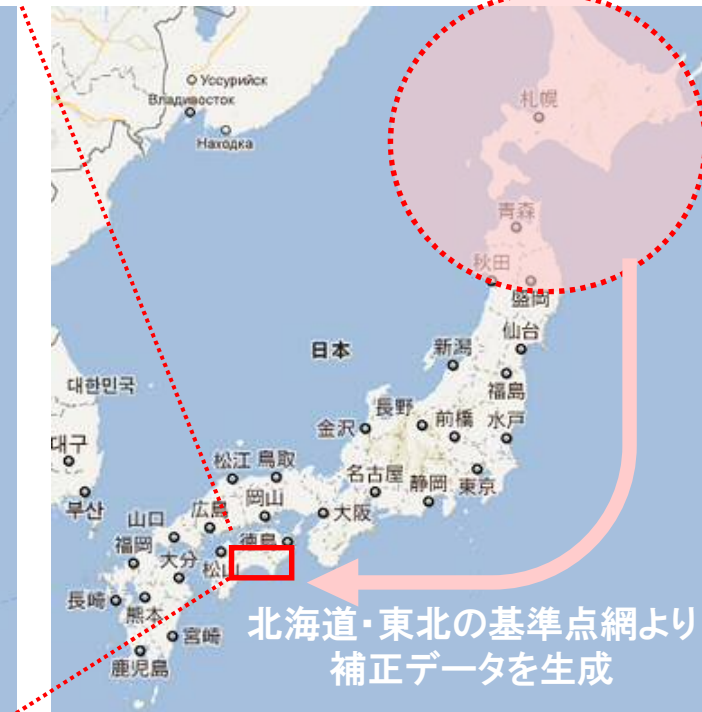 Уссурийск
Владивосток
Находка
札幌
青森
秋田
盛岡
仙台
日本
新潟
福島
대한민국
長野
前橋
水戸
金沢
대구
松江
鳥取
名古屋
静岡
東京
부산
岡山
広島
大阪
山口
徳島
福岡
大分
松山
長崎
熊本
宮崎
鹿児島
北海道・東北の基準点網より
補正データを生成